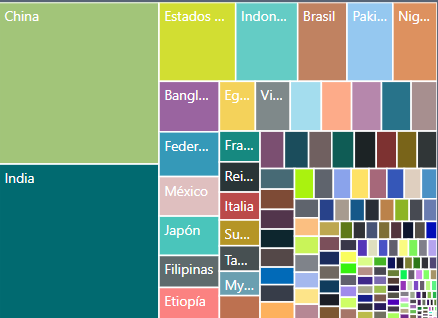 China
Estados ...
Indon...
Brasil
Paki...
Nig...
Bangl...
Eg...
Vi...
Feder...
Fra...
India
México
Rei...
Japón
Italia
Filipinas
Su...
Etiopía
Ta...
My...